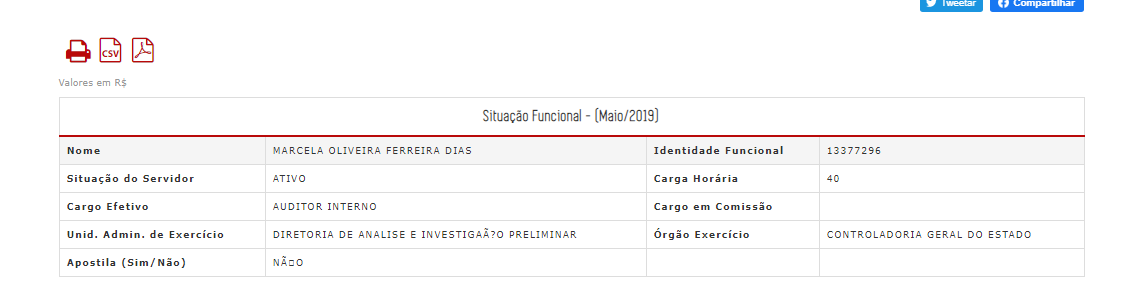 Tweetar Compartilhar
CSV
Valores em R$
Situação Funcional - (Maio/2019)
Nome MARCELA OLIVEIRA FERREIRA DIAS Identidade Funcional 13377296
Situação do Servidor ATIVO Carga Horária 40
Cargo Efetivo AUDITOR INTERNO Cargo em Comissão
Unid. Admin. de Exercício DIRETORIA DE ANALISE E INVESTIGAÃ?O PRELIMINAR Órgão Exercício CONTROLADORIA GERAL DO ESTADO
Apostila (Sim/Não) NÃ□O